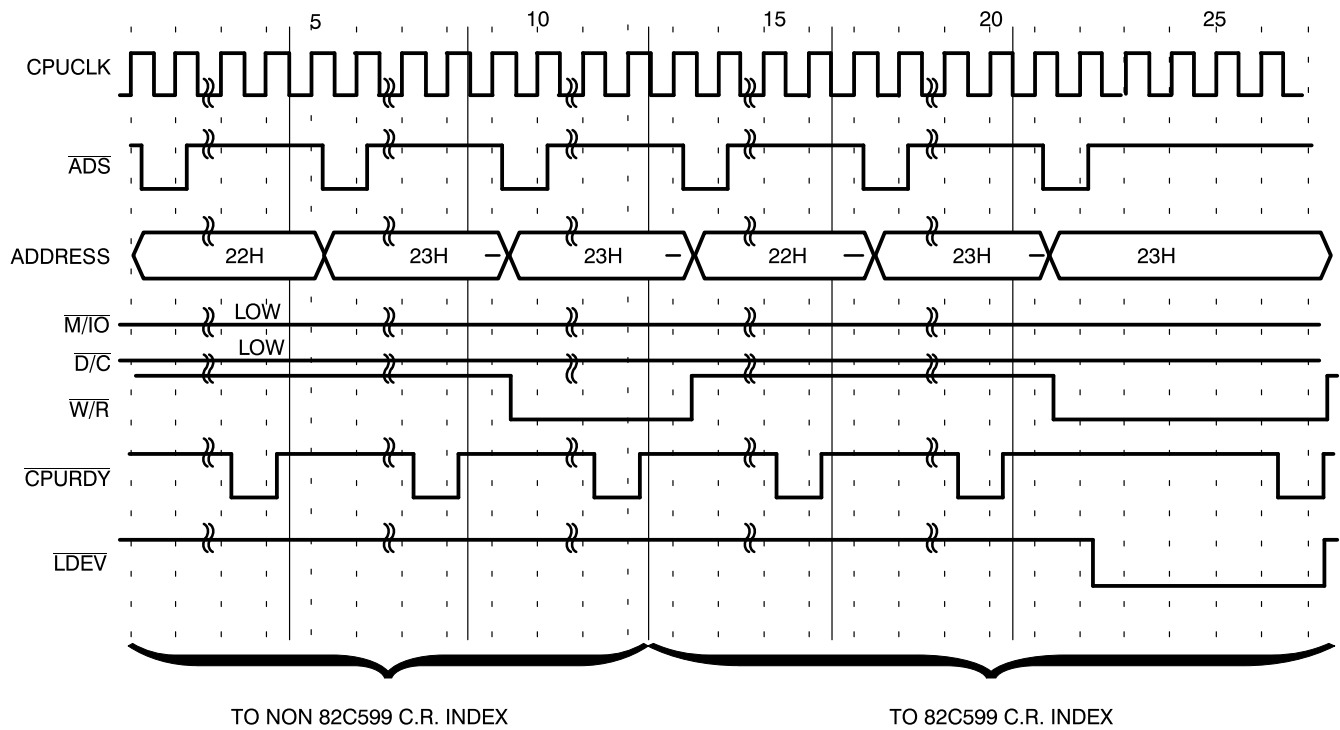 5 10 15 20 25
CPUCLK
ADS
ADDRESS 22H 23H 23H 22H 23H 23H
M/IO LOW
D/C LOW
W/R
CPURDY
LDEV
TO NON 82C599 C.R. INDEX TO 82C599 C.R. INDEX